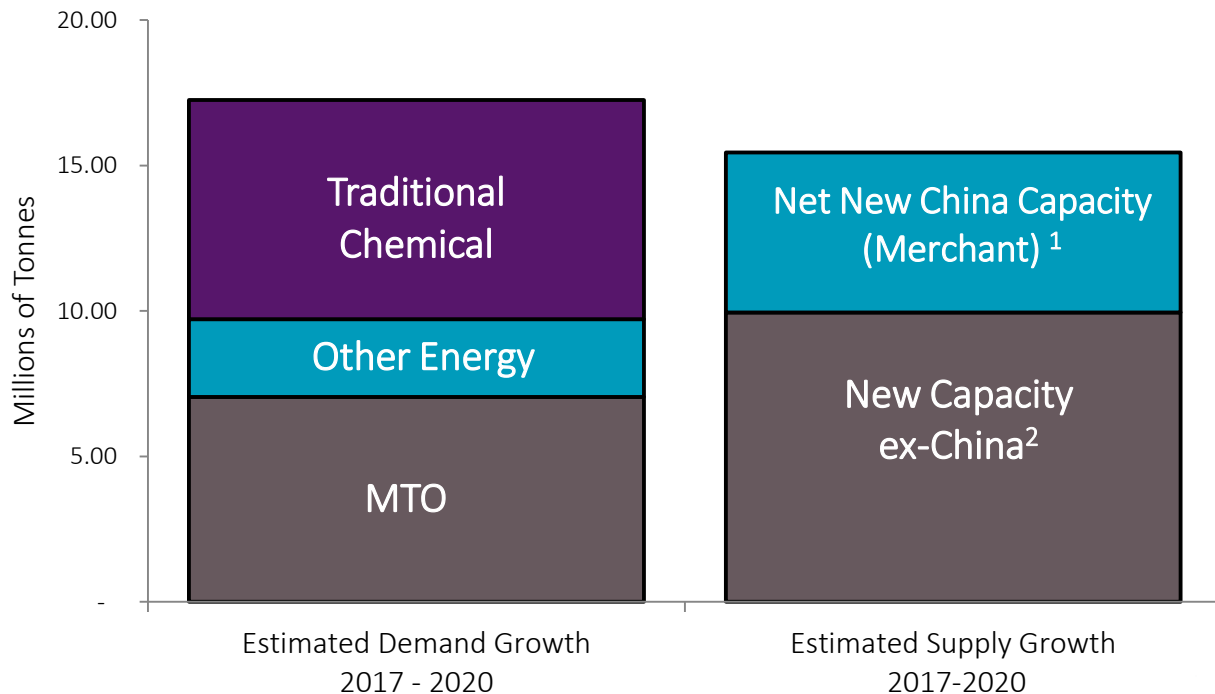 20.00
15.00
10.00
5.00
-
Millions of Tonnes
Traditional
Chemical
Other Energy
MTO
Net New China Capacity
(Merchant) ¹
New Capacity
ex-China²
Estimated Demand Growth
2017 - 2020
Estimated Supply Growth
2017-2020